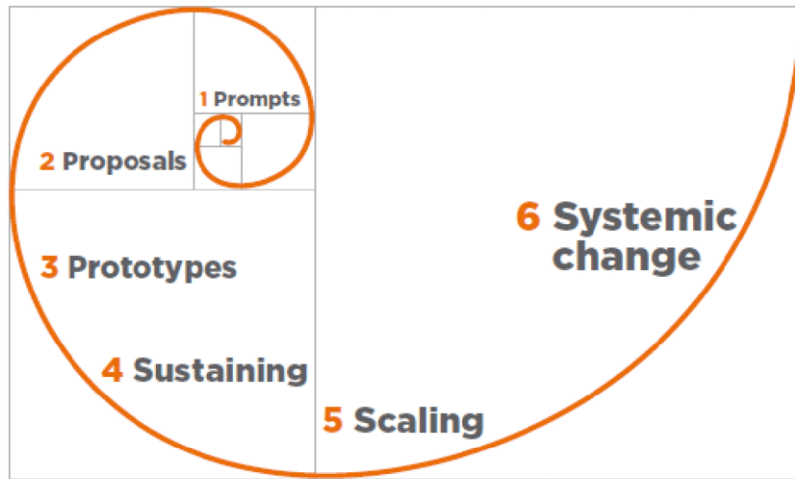 1 Prompts
2 Proposals
3 Prototypes
4 Sustaining
5 Scaling
6 Systemic
change